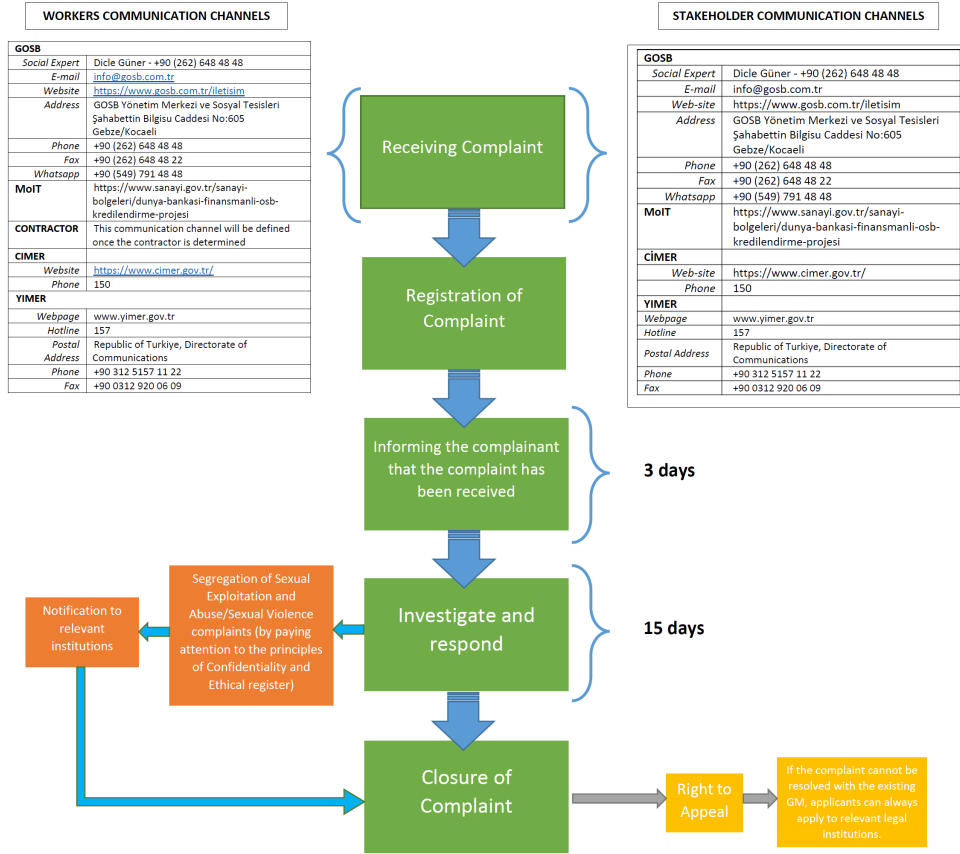 WORKERS COMMUNICATION CHANNELS
GOSB
Social Expert Dicle Güner - +90 (262) 648 48 48
E-mail info@gosb.com.tr
Website https://www.gosb.com.tr/iletisim
Address GOSB Yönetim Merkezi ve Sosyal Tesisleri
Şahabettin Bilgisu Caddesi No:605
Gebze/Kocaeli
Phone +90 (262) 648 48 48
Fax +90 (262) 648 48 22
Whatsapp +90 (549) 791 48 48
MoIT https://www.sanayi.gov.tr/sanayi-
bolgeleri/dunya-bankasi-finansmanli-osb-
kredilendirme-projesi
CONTRACTOR This communication channel will be defined
once the contractor is determined
CIMER
Website https://www.cimer.gov.tr/
Phone 150
YIMER
Webpage www.yimer.gov.tr
Hotline 157
Postal Republic of Turkiye, Directorate of
Address Communications
Phone +90 312 5157 11 22
Fax +90 0312 920 06 09
STAKEHOLDER COMMUNICATION CHANNELS
GOSB
Social Expert Dicle Güner - +90 (262) 648 48 48
E-mail info@gosb.com.tr
Web-site https://www.gosb.com.tr/iletisim
Address GOSB Yönetim Merkezi ve Sosyal Tesisleri
Şahabettin Bilgisu Caddesi No:605
Gebze/Kocaeli
Phone +90 (262) 648 48 48
Fax +90 (262) 648 48 22
Whatsapp +90 (549) 791 48 48
MoIT https://www.sanayi.gov.tr/sanayi-
bolgeleri/dunya-bankasi-finansmanli-osb-
kredilendirme-projesi
CİMER
Web-site https://www.cimer.gov.tr/
Phone 150
YIMER
Webpage www.yimer.gov.tr
Hotline 157
Postal Address Republic of Turkiye, Directorate of
Communications
Phone +90 312 5157 11 22
Fax +90 0312 920 06 09
Receiving Complaint
Registration of
Complaint
Informing the complainant
that the complaint has
been received
3 days
Investigate and
respond
15 days
Segregation of Sexual
Exploitation and
Abuse/Sexual Violence
complaints (by paying
attention to the principles
of Confidentiality and
Ethical register)
Notification to
relevant
institutions
Closure of
Complaint
Right to
Appeal
If the complaint cannot be
resolved with the existing
GM, applicants can always
apply to relevant legal
institutions.